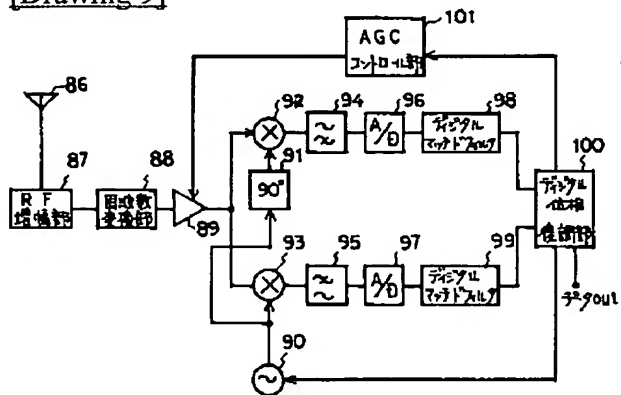 [Drawing 9]
101
AGC
コントロール部
86
92
94
96
98
A/D
ディジタル
マッチドフィルタ
100
91
90°
ディジタル
位相
復調部
87
88
RF
増幅部
周波数
変換部
89
93
95
97
99
A/D
ディジタル
マッチドフィルタ
データout
90